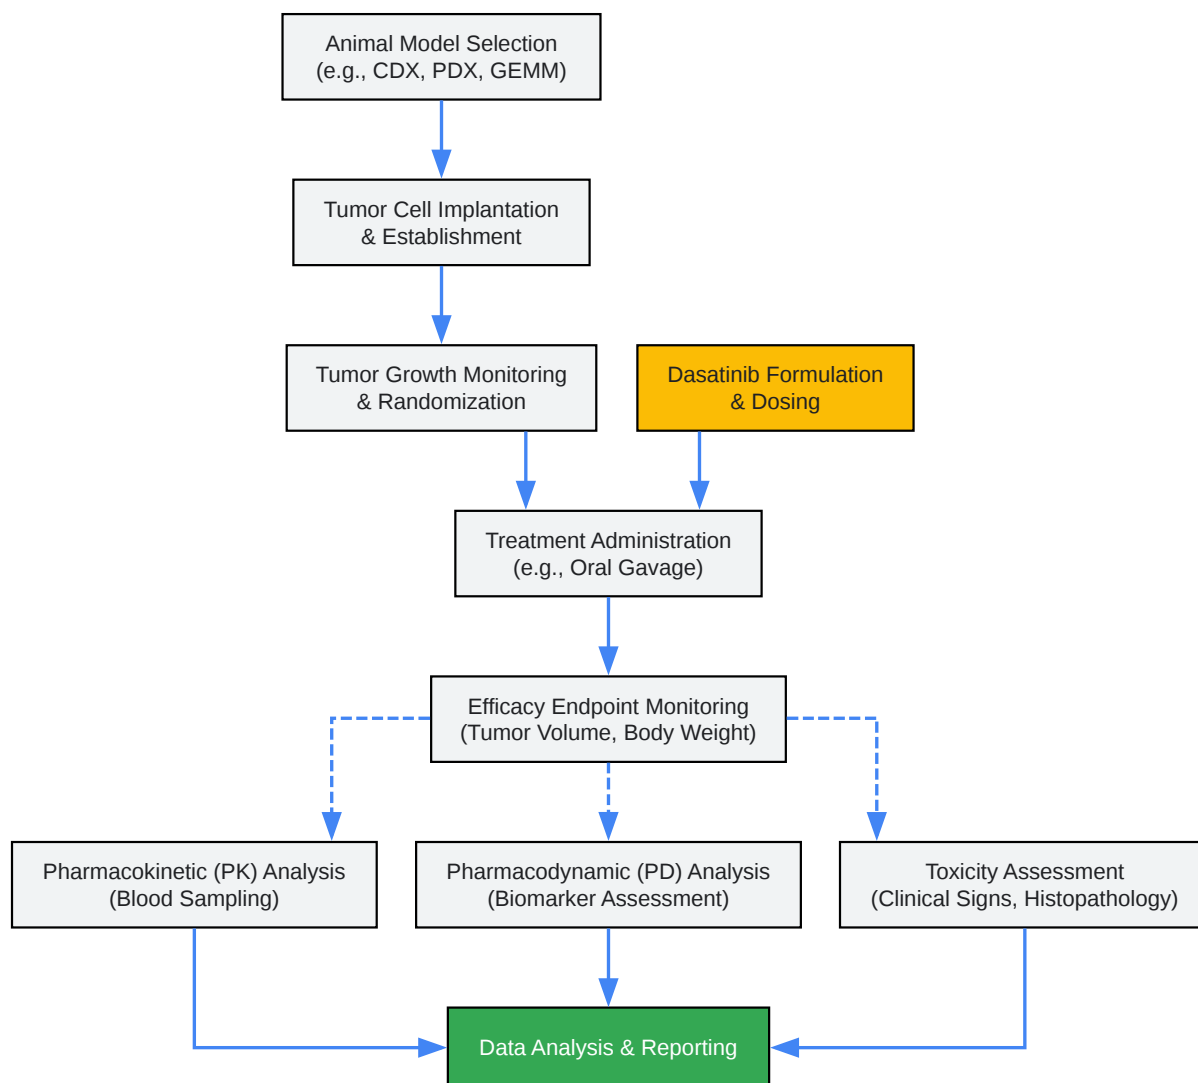 Animal Model Selection
(e.g., CDX, PDX, GEMM)
Tumor Cell Implantation
& Establishment
Tumor Growth Monitoring
& Randomization
Dasatinib Formulation
& Dosing
Treatment Administration
(e.g., Oral Gavage)
Efficacy Endpoint Monitoring
(Tumor Volume, Body Weight)
Pharmacokinetic (PK) Analysis
(Blood Sampling)
Pharmacodynamic (PD) Analysis
(Biomarker Assessment)
Toxicity Assessment
(Clinical Signs, Histopathology)
Data Analysis & Reporting